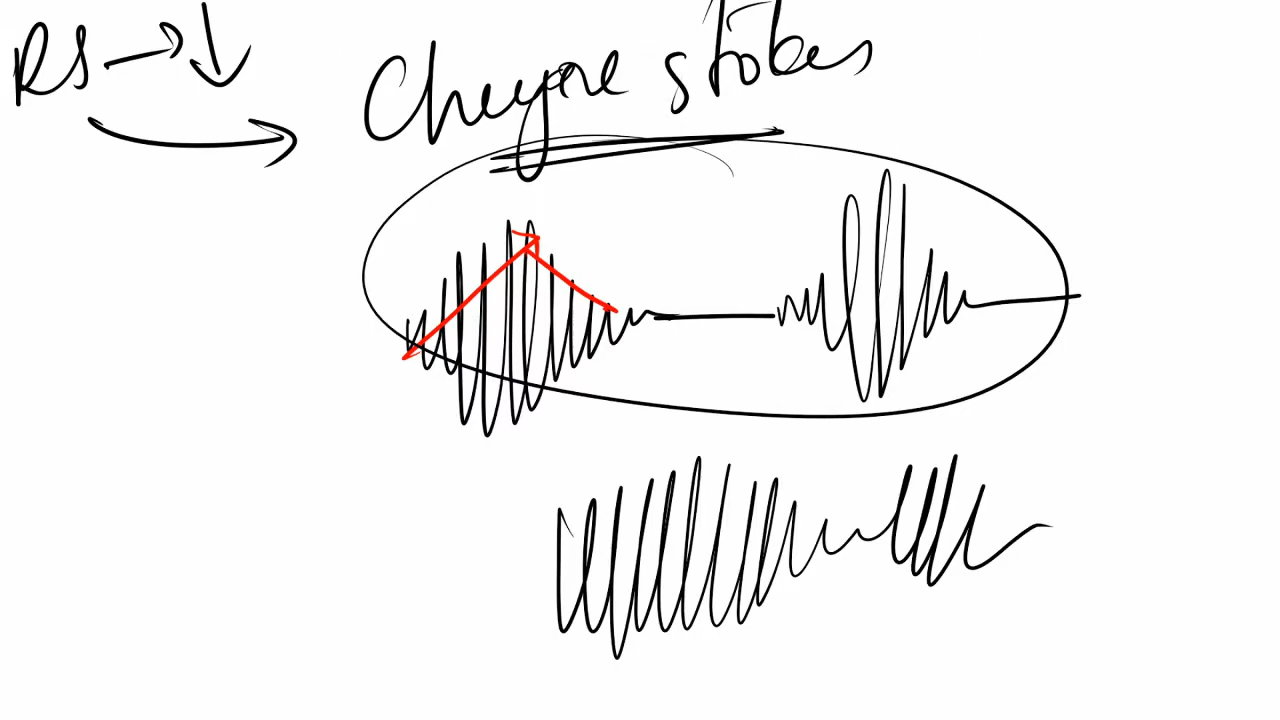 RS → ↓
Cheyne stokes